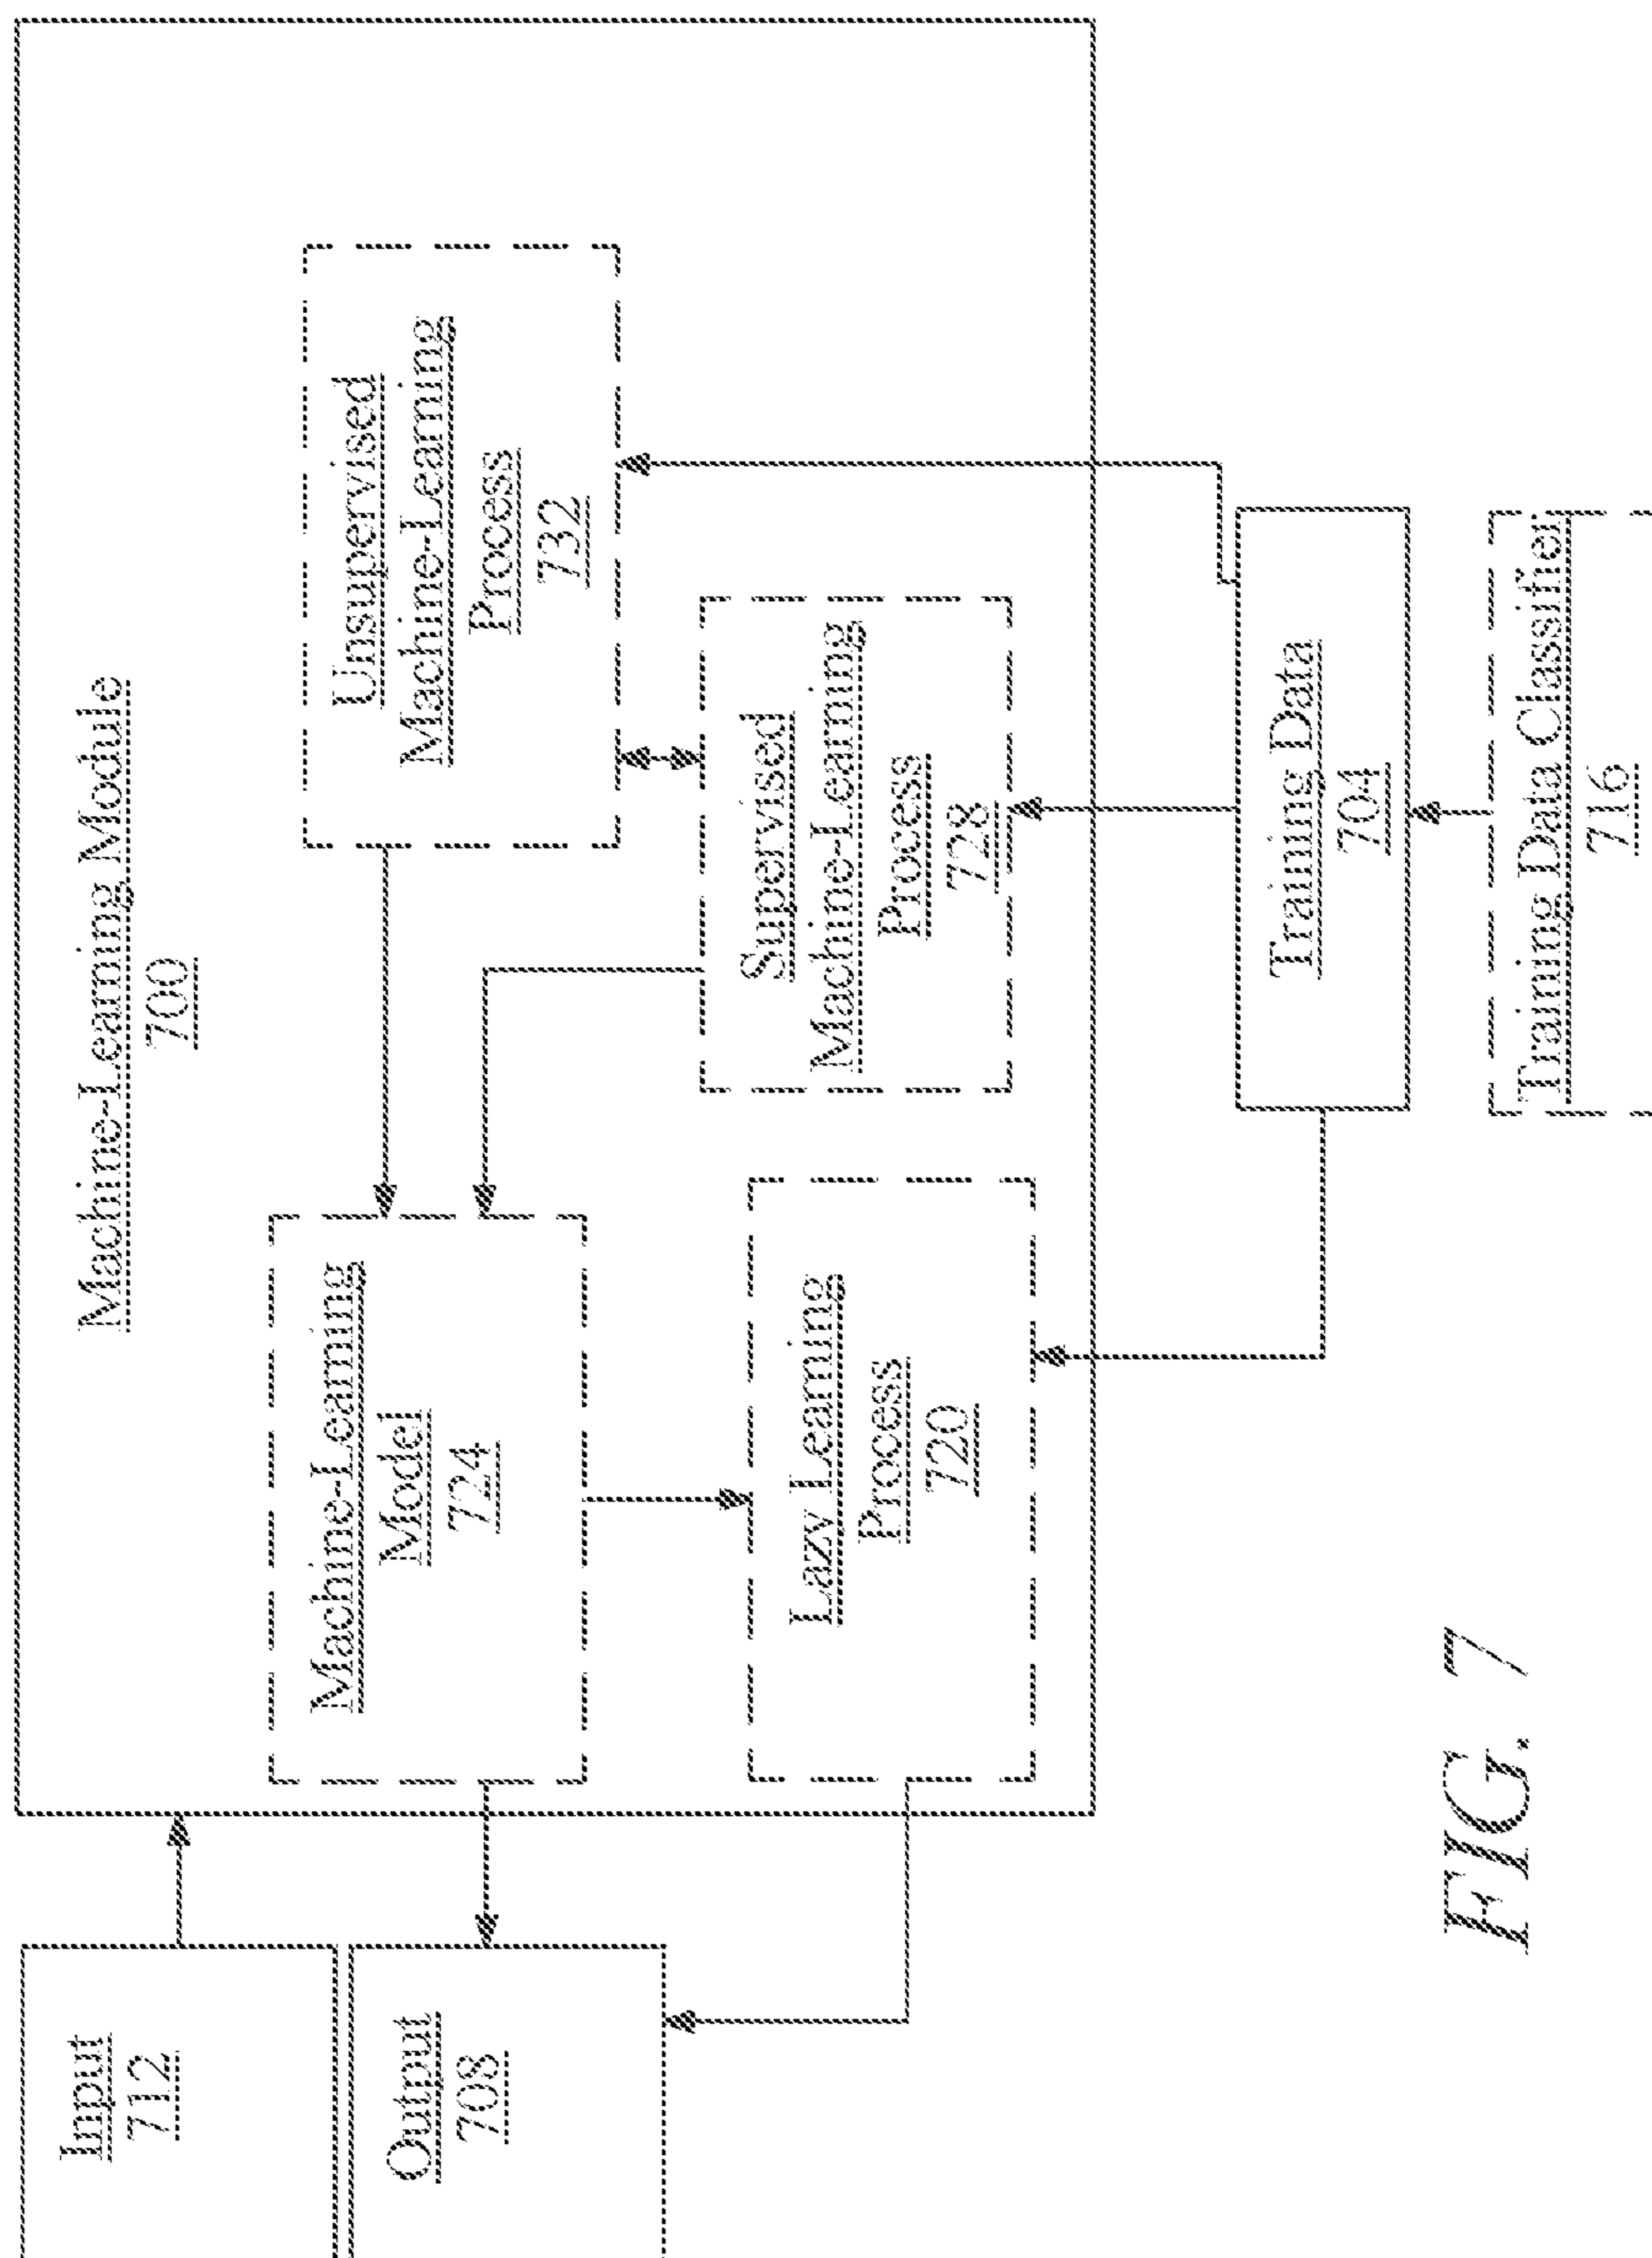 Machine-Learning Module
700
Input
712
Output
708
Machine-Learning
Model
724
Unsupervised
Machine-Learning
Process
732
Supervised
Machine-Learning
Process
728
Lazy Learning
Process
720
Training Data
704
Training Data Classifier
716
FIG. 7